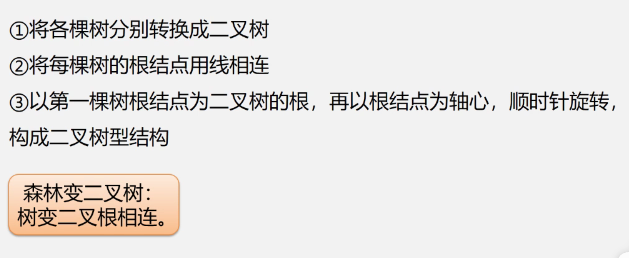 ①将各棵树分别转换成二叉树
②将每棵树的根结点用线相连
③以第一棵树根结点为二叉树的根，再以根结点为轴心，顺时针旋转，
构成二叉树型结构
森林变二叉树：
树变二叉根相连。